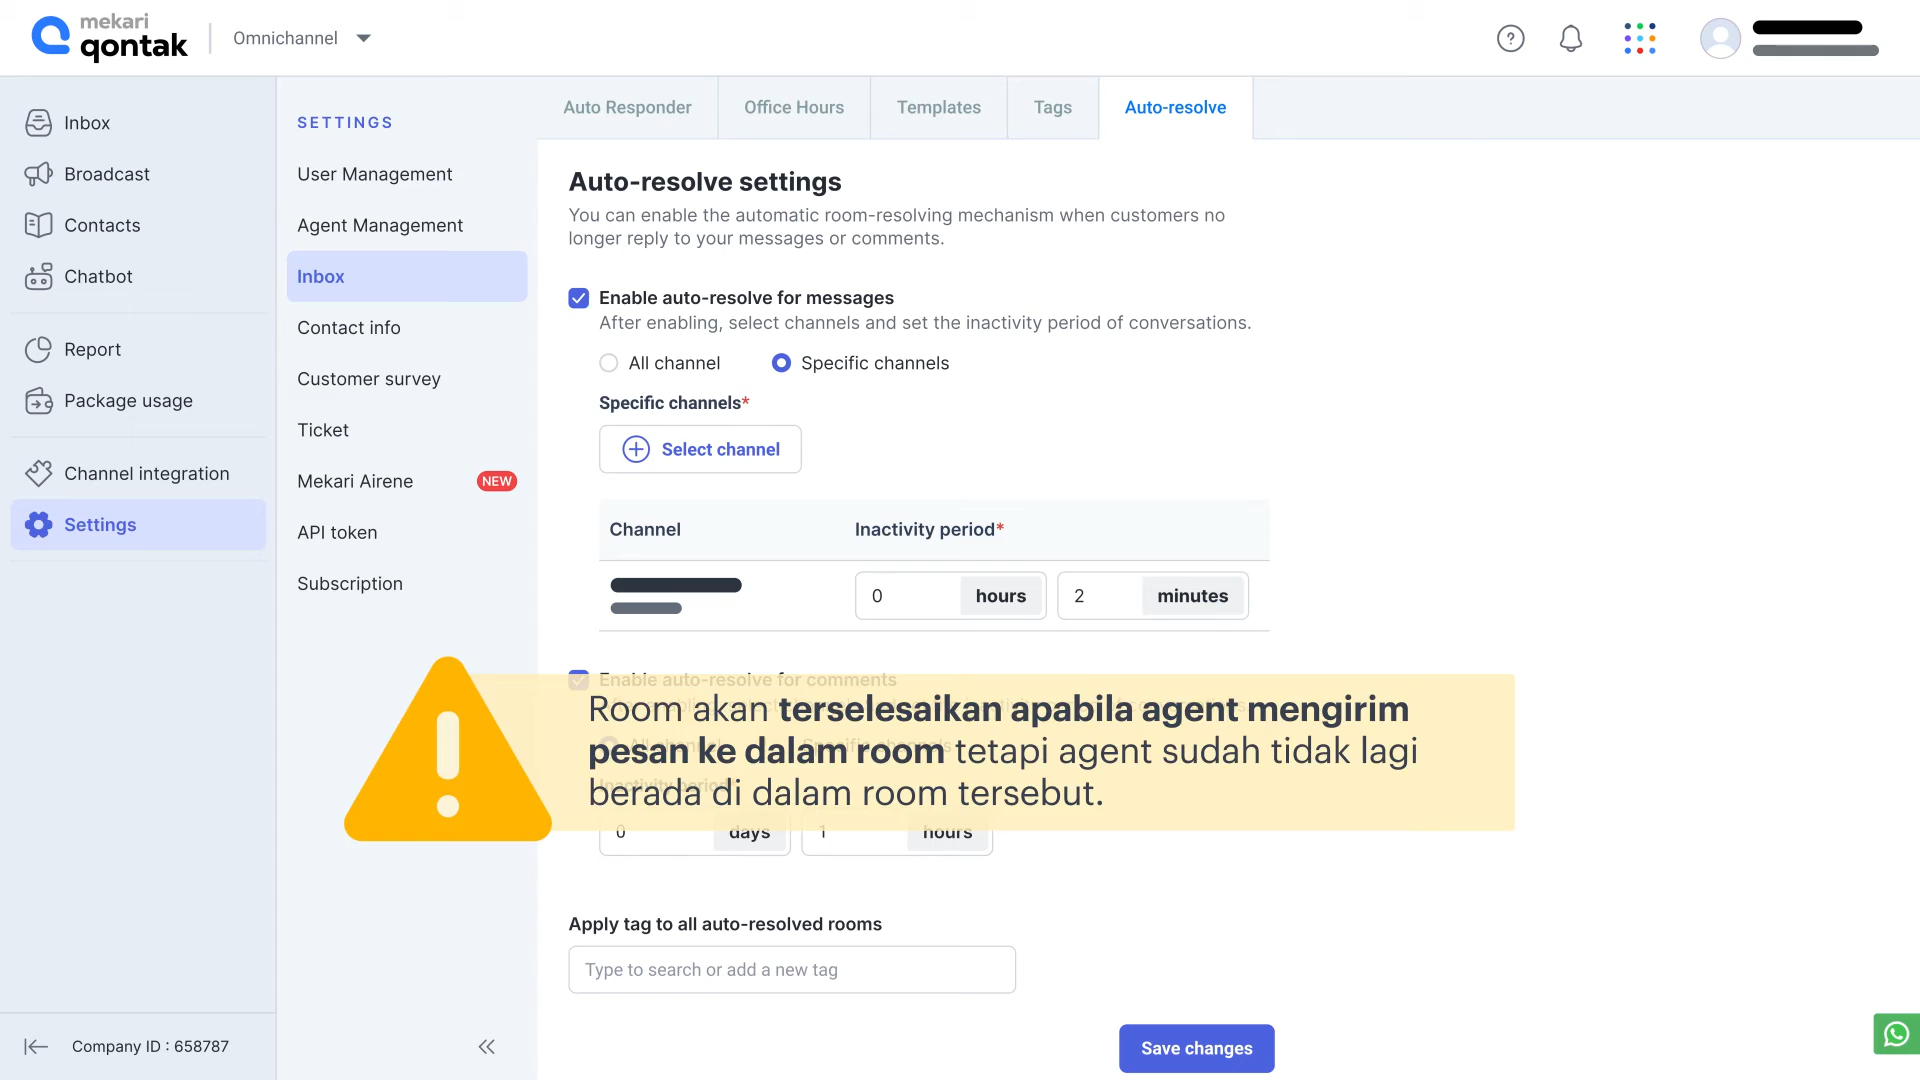 mekari
qontak
Omnichannel
?
Inbox
Broadcast
Contacts
Chatbot
Report
Package usage
Channel integration
Settings
Company ID : 658787
SETTINGS
User Management
Agent Management
Inbox
Contact info
Customer survey
Ticket
Mekari Airene NEW
API token
Subscription
Auto Responder
Office Hours
Templates
Tags
Auto-resolve
Auto-resolve settings
You can enable the automatic room-resolving mechanism when customers no
longer reply to your messages or comments.
Enable auto-resolve for messages
After enabling, select channels and set the inactivity period of conversations.
All channel Specific channels
Specific channels*
Select channel
Channel Inactivity period*
0 hours 2 minutes
Enable auto-resolve for comments
All channel Specific channels
Inactivity period
0 days 1 hours
Room akan terselesaikan apabila agent mengirim
pesan ke dalam room tetapi agent sudah tidak lagi
berada di dalam room tersebut.
Apply tag to all auto-resolved rooms
Type to search or add a new tag
Save changes